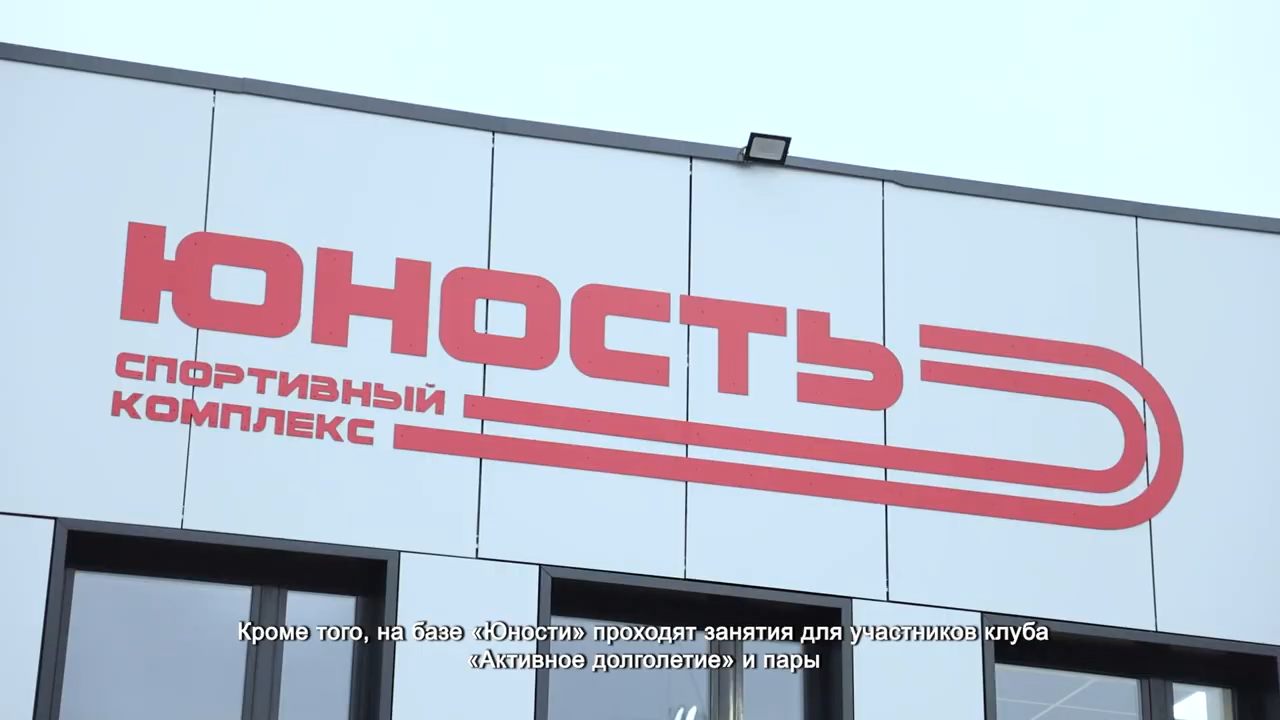 ЮНОСТЬ
СПОРТИВНЫЙ
КОМПЛЕКС
Кроме того, на базе «Юности» проходят занятия для участников клуба
«Активное долголетие» и пары